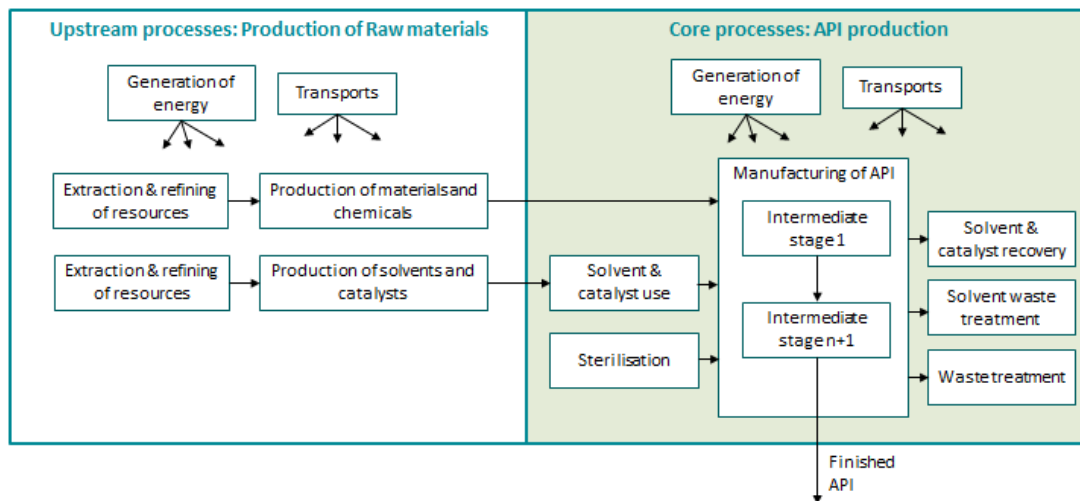 Upstream processes: Production of Raw materials
Generation of
energy
Transports
Extraction & refining
of resources
Production of materials and
chemicals
Extraction & refining
of resources
Production of solvents and
catalysts
Core processes: API production
Generation of
energy
Transports
Manufacturing of API
Intermediate
stage 1
Intermediate
stage n+1
Solvent &
catalyst use
Sterilisation
Solvent &
catalyst recovery
Solvent waste
treatment
Waste treatment
Finished
API